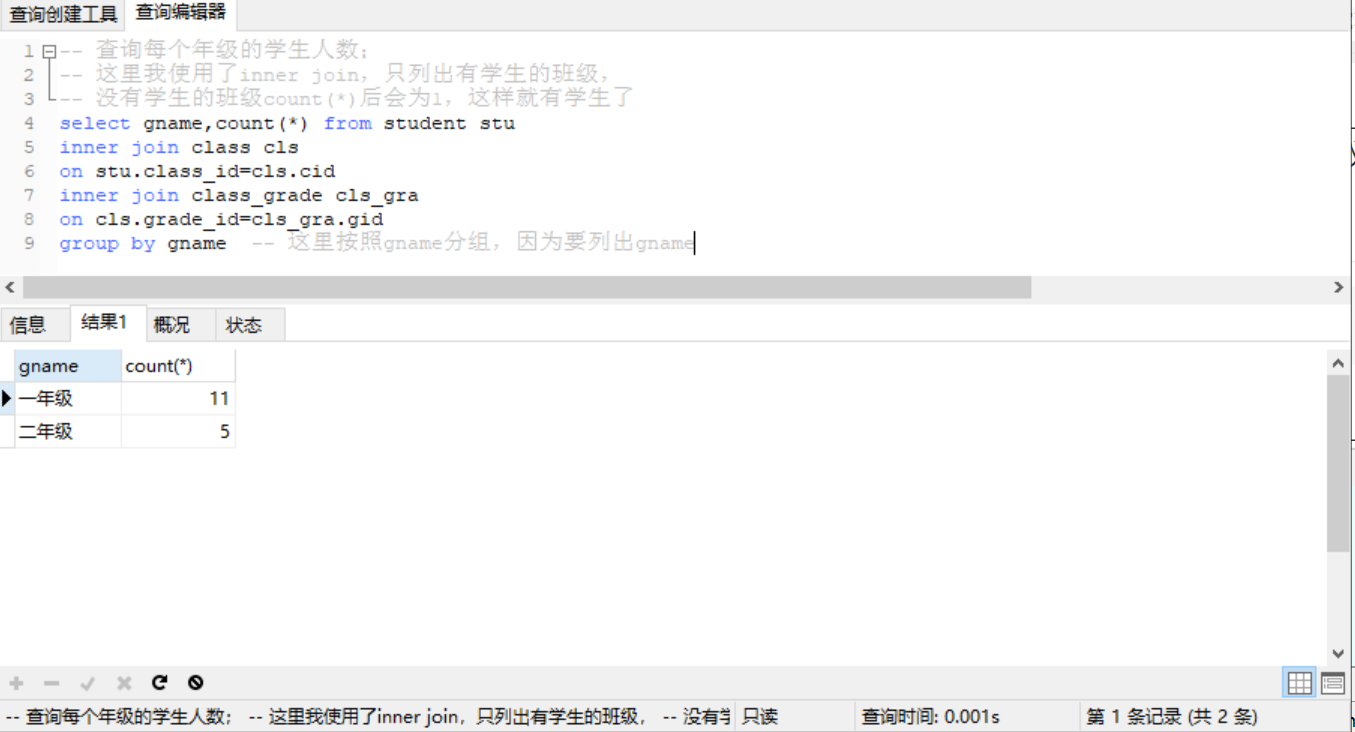 查询创建工具 查询编辑器
1 -- 查询每个年级的学生人数；
2 -- 这里我使用了inner join，只列出有学生的班级，
3 -- 没有学生的班级count(*)后会为1，这样就有学生了
4 select gname,count(*) from student stu
5 inner join class cls
6 on stu.class_id=cls.cid
7 inner join class_grade cls_gra
8 on cls.grade_id=cls_gra.gid
9 group by gname -- 这里按照gname分组，因为要列出gname
信息 结果1 概况 状态
gname count(*)
一年级 11
二年级 5
-- 查询每个年级的学生人数； -- 这里我使用了inner join，只列出有学生的班级， -- 没有学 只读 查询时间: 0.001s 第 1 条记录 (共 2 条)